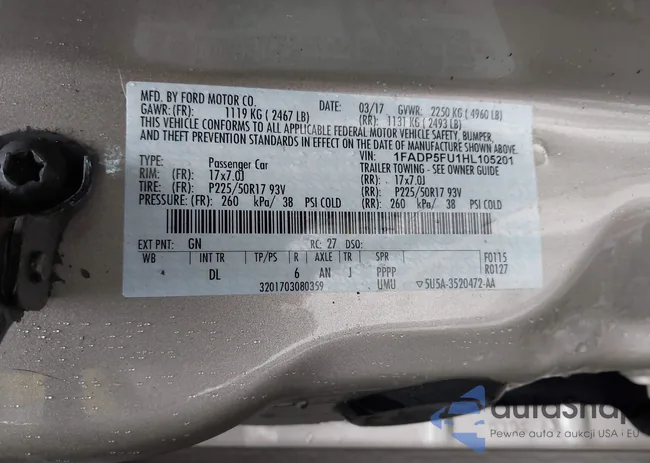 MFD. BY FORD MOTOR CO. DATE: 03/17 GVWR: 2250 KG ( 4960 LB)
GAWR: (FR): 1119 KG ( 2467 LB) (RR): 1131 KG ( 2493 LB)
THIS VEHICLE CONFORMS TO ALL APPLICABLE FEDERAL MOTOR VEHICLE SAFETY, BUMPER,
AND THEFT PREVENTION STANDARDS IN EFFECT ON THE DATE OF MANUFACTURE SHOWN ABOVE.
VIN: 1FADP5FU1HL105201
Passenger Car TRAILER TOWING - SEE OWNER GUIDE
RIM: (FR): 17x7.0J (RR): 17x7.0J
TIRE: (FR): P225/50R17 93V (RR): P225/50R17 93V
PRESSURE: (FR): 260 kPa/ 38 PSI COLD (RR): 260 kPa/ 38 PSI COLD
EXT PNT: GN RC: 27 DSO:
WB INT TR TP/PS R AXLE TR SPRING F0115
DL 6 AN J PPPP R0127
3201703080359 UMU 5U5A-3520472-AA
autoSnap
Pewne auta z aukcji USA i EU